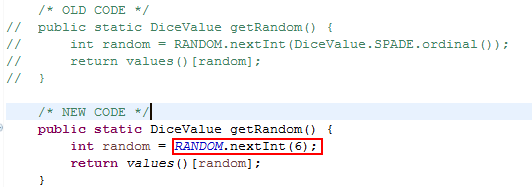 /* OLD CODE */
// public static DiceValue getRandom() {
// int random = RANDOM.nextInt(DiceValue.SPADE.ordinal());
// return values()[random];
// }
/* NEW CODE */
public static DiceValue getRandom() {
int random = RANDOM.nextInt(6);
return values()[random];
}